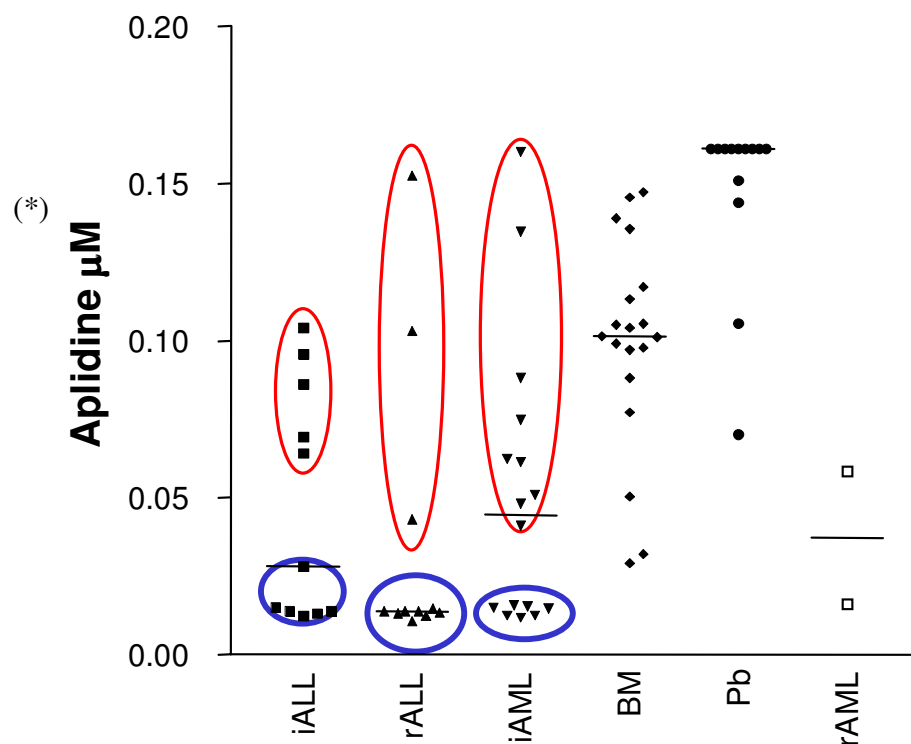 0.20
0.15
(*)
Aplidine µM
0.10
0.05
0.00
iALL
rALL
iAML
BM
Pb
rAML